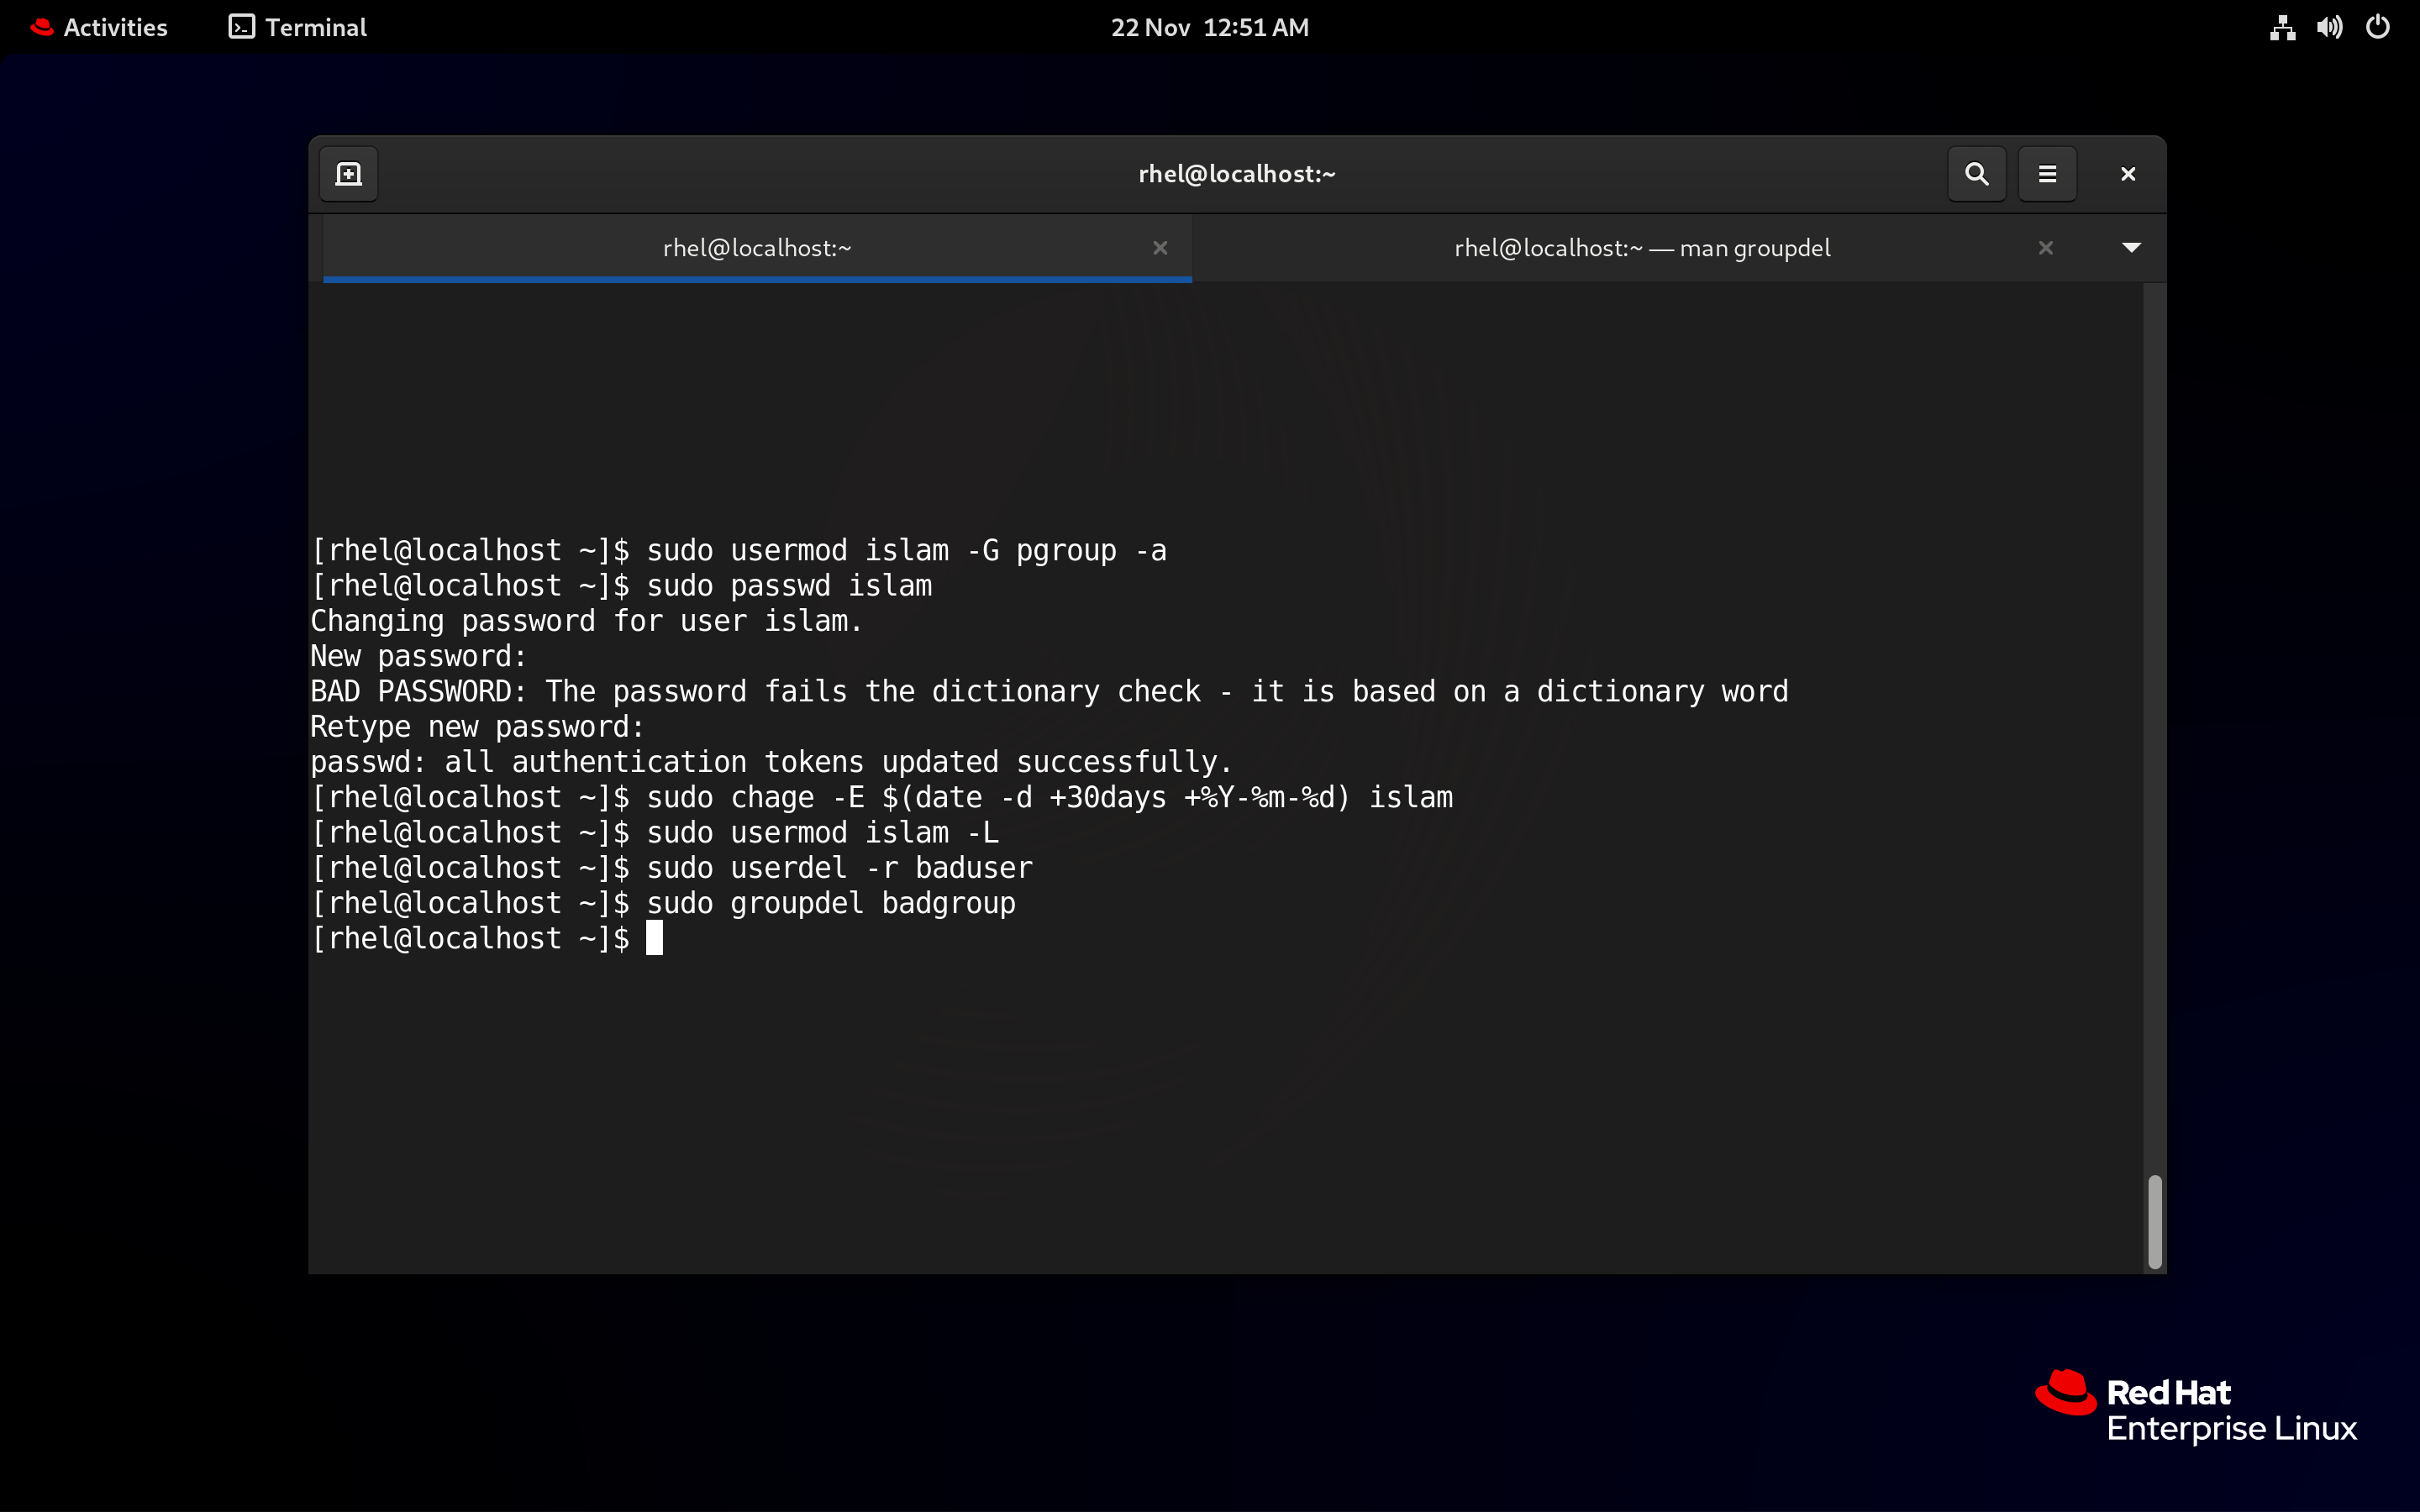 Activities Terminal 22 Nov 12:51 AM
rhel@localhost:~
rhel@localhost:~ rhel@localhost:~ — man groupdel
[rhel@localhost ~]$ sudo usermod islam -G pgroup -a
[rhel@localhost ~]$ sudo passwd islam
Changing password for user islam.
New password:
BAD PASSWORD: The password fails the dictionary check - it is based on a dictionary word
Retype new password:
passwd: all authentication tokens updated successfully.
[rhel@localhost ~]$ sudo chage -E $(date -d +30days +%Y-%m-%d) islam
[rhel@localhost ~]$ sudo usermod islam -L
[rhel@localhost ~]$ sudo userdel -r baduser
[rhel@localhost ~]$ sudo groupdel badgroup
[rhel@localhost ~]$
Red Hat
Enterprise Linux